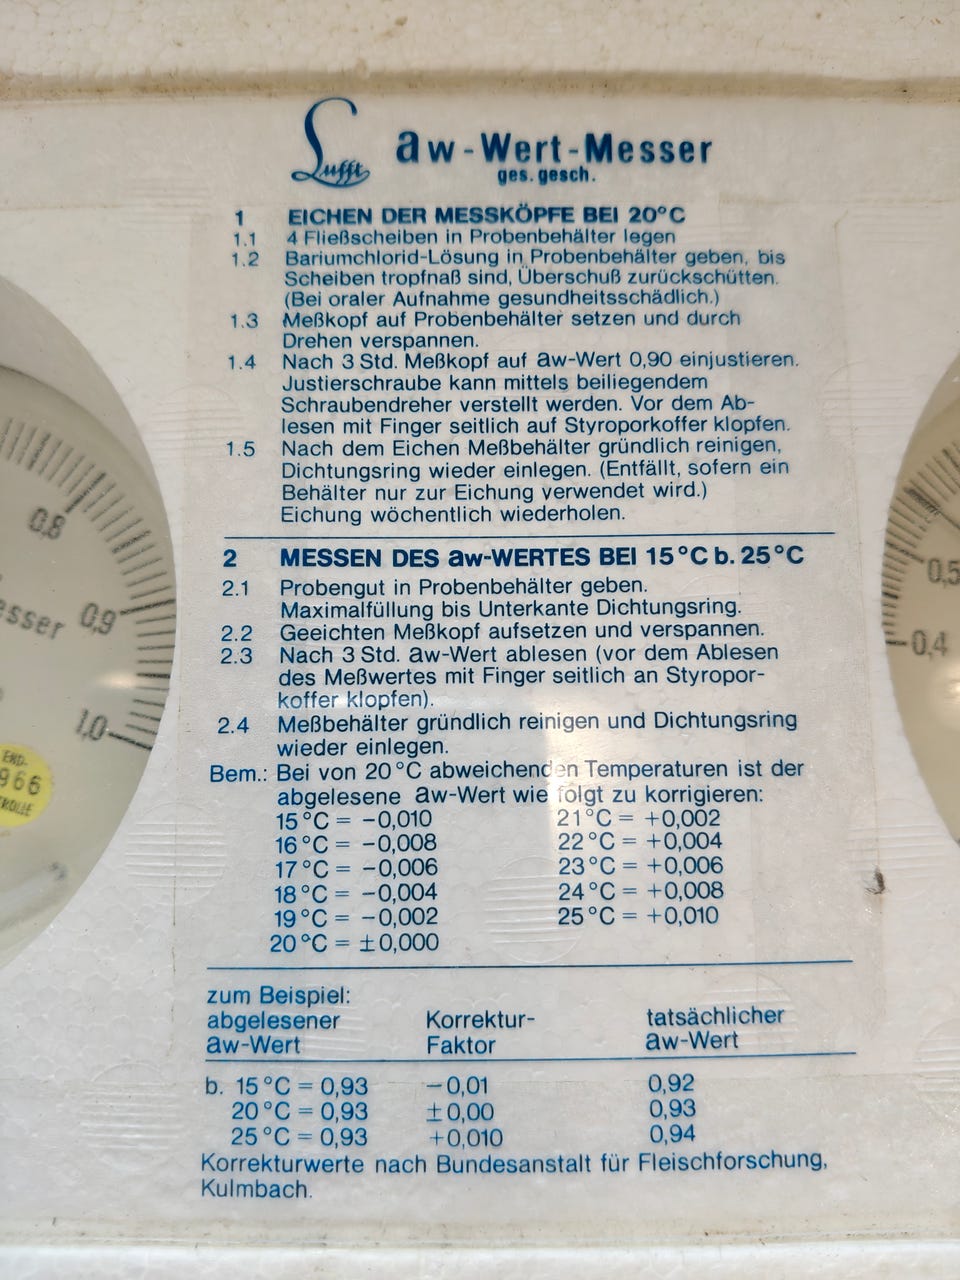 Lufft aw-Wert-Messer
ges. gesch.
1 EICHEN DER MESSKÖPFE BEI 20°C
1.1 4 Fließscheiben in Probenbehälter legen
1.2 Bariumchlorid-Lösung in Probenbehälter geben, bis
Scheiben tropfnaß sind, Überschuß zurückschütten.
(Bei oraler Aufnahme gesundheitsschädlich.)
1.3 Meßkopf auf Probenbehälter setzen und durch
Drehen verspannen.
1.4 Nach 3 Std. Meßkopf auf aw-Wert 0,90 einjustieren.
Justierschraube kann mittels beiliegendem
Schraubendreher verstellt werden. Vor dem Ab-
lesen mit Finger seitlich auf Styroporkoffer klopfen.
1.5 Nach dem Eichen Meßbehälter gründlich reinigen,
Dichtungsring wieder einlegen. (Entfällt, sofern ein
Behälter nur zur Eichung verwendet wird.)
Eichung wöchentlich wiederholen.
2 MESSEN DES aw-WERTES BEI 15°C b. 25°C
2.1 Probengut in Probenbehälter geben.
Maximalfüllung bis Unterkante Dichtungsring.
2.2 Geeichten Meßkopf aufsetzen und verspannen.
2.3 Nach 3 Std. aw-Wert ablesen (vor dem Ablesen
des Meßwertes mit Finger seitlich an Styropor-
koffer klopfen).
2.4 Meßbehälter gründlich reinigen und Dichtungsring
wieder einlegen.
Bem.: Bei von 20°C abweichenden Temperaturen ist der
abgelesene aw-Wert wie folgt zu korrigieren:
15°C = -0,010 21°C = +0,002
16°C = -0,008 22°C = +0,004
17°C = -0,006 23°C = +0,006
18°C = -0,004 24°C = +0,008
19°C = -0,002 25°C = +0,010
20°C = ±0,000
zum Beispiel:
abgelesener Korrektur- tatsächlicher
aw-Wert Faktor aw-Wert
b. 15°C = 0,93 -0,01 0,92
20°C = 0,93 ±0,00 0,93
25°C = 0,93 +0,010 0,94
Korrekturwerte nach Bundesanstalt für Fleischforschung,
Kulmbach.
0,8
0,9
1,0
esser
END-
966
0,5
0,4